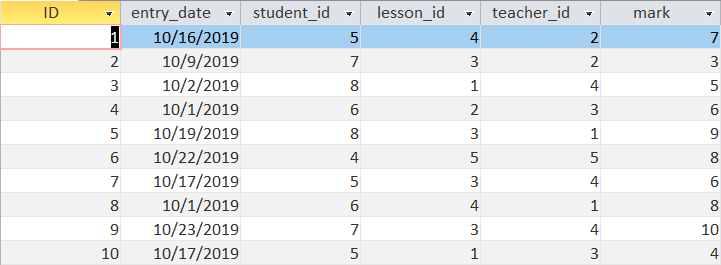 ID entry_date student_id lesson_id teacher_id mark
1 10/16/2019 5 4 2 7
2 10/9/2019 7 3 2 3
3 10/2/2019 8 1 4 5
4 10/1/2019 6 2 3 6
5 10/19/2019 8 3 1 9
6 10/22/2019 4 5 5 8
7 10/17/2019 5 3 4 6
8 10/1/2019 6 4 1 8
9 10/23/2019 7 3 4 10
10 10/17/2019 5 1 3 4